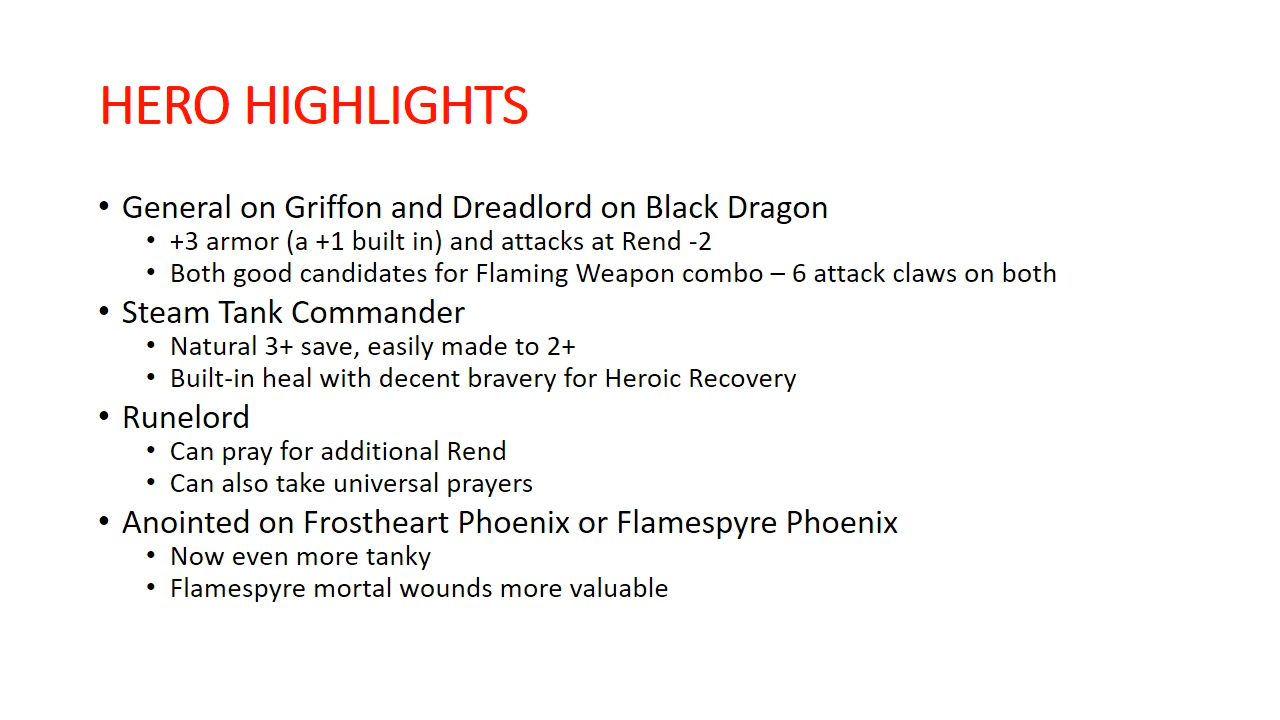 HERO HIGHLIGHTS
• General on Griffon and Dreadlord on Black Dragon
• +3 armor (a +1 built in) and attacks at Rend -2
• Both good candidates for Flaming Weapon combo – 6 attack claws on both
• Steam Tank Commander
• Natural 3+ save, easily made to 2+
• Built-in heal with decent bravery for Heroic Recovery
• Runelord
• Can pray for additional Rend
• Can also take universal prayers
• Anointed on Frostheart Phoenix or Flamespyre Phoenix
• Now even more tanky
• Flamespyre mortal wounds more valuable